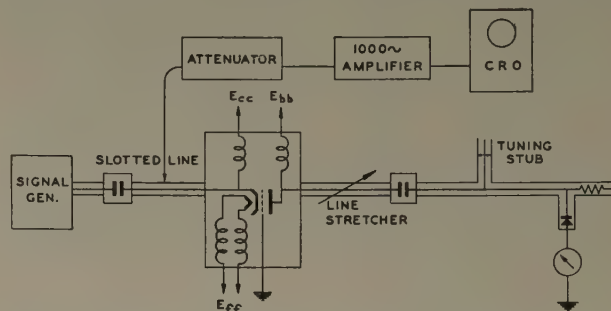 ATTENUATOR
1000~
AMPLIFIER
CRO
Ecc
Ebb
SLOTTED LINE
SIGNAL
GEN.
TUNING
STUB
LINE
STRETCHER
Eff